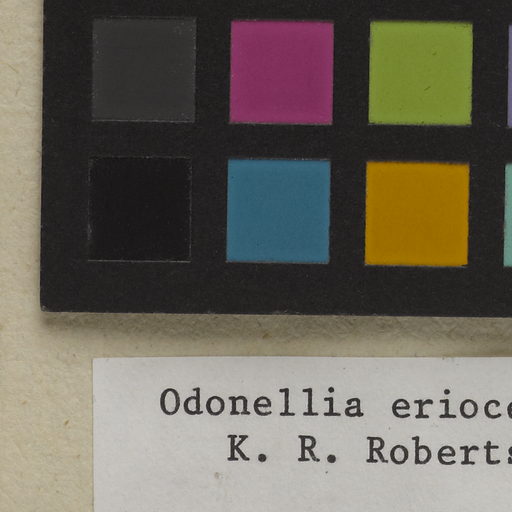 Odonellia erioce
K. R. Roberts